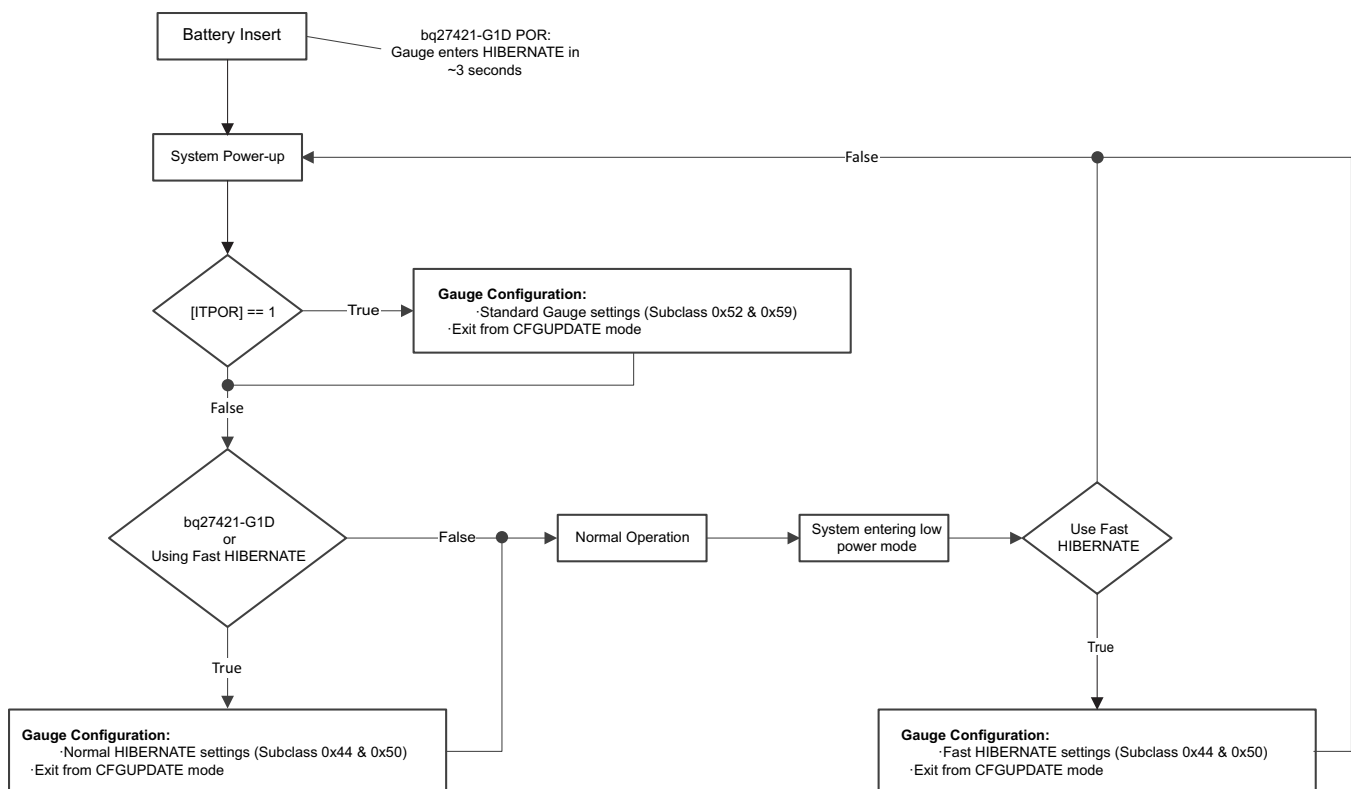 Battery Insert
bq27421-G1D POR:
Gauge enters HIBERNATE in
~3 seconds
System Power-up
False
[ITPOR] == 1
True
Gauge Configuration:
·Standard Gauge settings (Subclass 0x52 & 0x59)
·Exit from CFGUPDATE mode
False
bq27421-G1D
or
Using Fast HIBERNATE
False
Normal Operation
System entering low
power mode
Use Fast
HIBERNATE
True
True
Gauge Configuration:
·Normal HIBERNATE settings (Subclass 0x44 & 0x50)
·Exit from CFGUPDATE mode
Gauge Configuration:
·Fast HIBERNATE settings (Subclass 0x44 & 0x50)
·Exit from CFGUPDATE mode